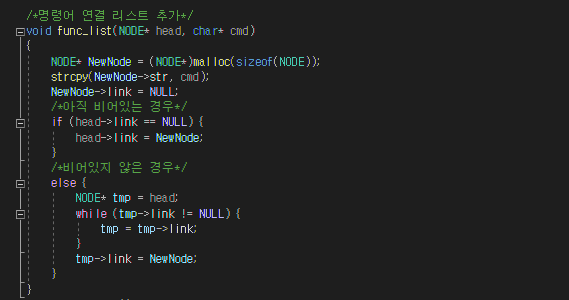 /*명령어 연결 리스트 추가*/
void func_list(NODE* head, char* cmd)
{
NODE* NewNode = (NODE*)malloc(sizeof(NODE));
strcpy(NewNode->str, cmd);
NewNode->link = NULL;
/*아직 비어있는 경우*/
if (head->link == NULL) {
head->link = NewNode;
}
/*비어있지 않은 경우*/
else {
NODE* tmp = head;
while (tmp->link != NULL) {
tmp = tmp->link;
}
tmp->link = NewNode;
}
}